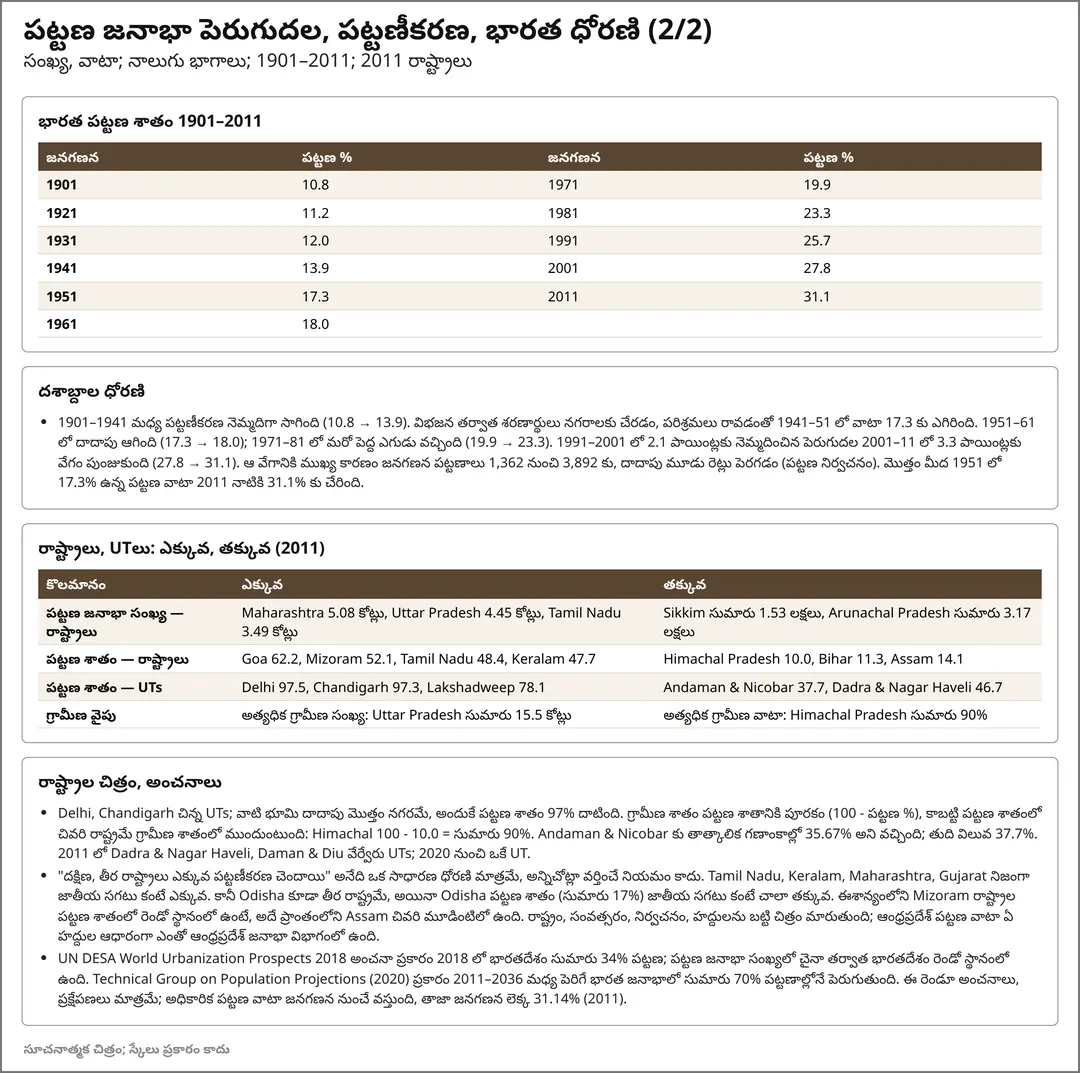 పట్టణ జనాభా పెరుగుదల, పట్టణీకరణ, భారత ధోరణి (2/2)
సంఖ్య, వాటా; నాలుగు భాగాలు; 1901–2011; 2011 రాష్ట్రాలు
భారత పట్టణ శాతం 1901–2011
జనగణన పట్టణ % జనగణన పట్టణ %
1901 10.8 1971 19.9
1921 11.2 1981 23.3
1931 12.0 1991 25.7
1941 13.9 2001 27.8
1951 17.3 2011 31.1
1961 18.0
దశాబ్దాల ధోరణి
• 1901–1941 మధ్య పట్టణీకరణ నెమ్మదిగా సాగింది (10.8 → 13.9). విభజన తర్వాత శరణార్థులు నగరాలకు చేరడం, పరిశ్రమలు రావడంతో 1941–51 లో వాటా 17.3 కు ఎగిరింది. 1951–61
లో దాదాపు ఆగింది (17.3 → 18.0); 1971–81 లో మరో పెద్ద ఎగుడు వచ్చింది (19.9 → 23.3). 1991–2001 లో 2.1 పాయింట్లకు నెమ్మదించిన పెరుగుదల 2001–11 లో 3.3 పాయింట్లకు
వేగం పుంజుకుంది (27.8 → 31.1). ఆ వేగానికి ముఖ్య కారణం జనగణన పట్టణాలు 1,362 నుంచి 3,892 కు, దాదాపు మూడు రెట్లు పెరగడం (పట్టణ నిర్వచనం). మొత్తం మీద 1951 లో
17.3% ఉన్న పట్టణ వాటా 2011 నాటికి 31.1% కు చేరింది.
రాష్ట్రాలు, UTలు: ఎక్కువ, తక్కువ (2011)
కొలమానం ఎక్కువ తక్కువ
పట్టణ జనాభా సంఖ్య — Maharashtra 5.08 కోట్లు, Uttar Pradesh 4.45 కోట్లు, Tamil Nadu Sikkim సుమారు 1.53 లక్షలు, Arunachal Pradesh సుమారు 3.17
రాష్ట్రాలు 3.49 కోట్లు లక్షలు
పట్టణ శాతం — రాష్ట్రాలు Goa 62.2, Mizoram 52.1, Tamil Nadu 48.4, Keralam 47.7 Himachal Pradesh 10.0, Bihar 11.3, Assam 14.1
పట్టణ శాతం — UTs Delhi 97.5, Chandigarh 97.3, Lakshadweep 78.1 Andaman & Nicobar 37.7, Dadra & Nagar Haveli 46.7
గ్రామీణ వైపు అత్యధిక గ్రామీణ సంఖ్య: Uttar Pradesh సుమారు 15.5 కోట్లు అత్యధిక గ్రామీణ వాటా: Himachal Pradesh సుమారు 90%
రాష్ట్రాల చిత్రం, అంచనాలు
• Delhi, Chandigarh చిన్న UTs; వాటి భూమి దాదాపు మొత్తం నగరమే, అందుకే పట్టణ శాతం 97% దాటింది. గ్రామీణ శాతం పట్టణ శాతానికి పూరకం (100 - పట్టణ %), కాబట్టి పట్టణ శాతంలో
చివరి రాష్ట్రమే గ్రామీణ శాతంలో ముందుంటుంది: Himachal 100 - 10.0 = సుమారు 90%. Andaman & Nicobar కు తాత్కాలిక గణాంకాల్లో 35.67% అని వచ్చింది; తుది విలువ 37.7%.
2011 లో Dadra & Nagar Haveli, Daman & Diu వేర్వేరు UTs; 2020 నుంచి ఒకే UT.
• "దక్షిణ, తీర రాష్ట్రాలు ఎక్కువ పట్టణీకరణ చెందాయి" అనేది ఒక సాధారణ ధోరణి మాత్రమే, అన్నిచోట్లా వర్తించే నియమం కాదు. Tamil Nadu, Keralam, Maharashtra, Gujarat నిజంగా
జాతీయ సగటు కంటే ఎక్కువ. కానీ Odisha కూడా తీర రాష్ట్రమే, అయినా Odisha పట్టణ శాతం (సుమారు 17%) జాతీయ సగటు కంటే చాలా తక్కువ. ఈశాన్యంలోని Mizoram రాష్ట్రాల
పట్టణ శాతంలో రెండో స్థానంలో ఉంటే, అదే ప్రాంతంలోని Assam చివరి మూడింటిలో ఉంది. రాష్ట్రం, సంవత్సరం, నిర్వచనం, హద్దులను బట్టి చిత్రం మారుతుంది; ఆంధ్రప్రదేశ్ పట్టణ వాటా ఏ
హద్దుల ఆధారంగా ఎంతో ఆంధ్రప్రదేశ్ జనాభా విభాగంలో ఉంది.
• UN DESA World Urbanization Prospects 2018 అంచనా ప్రకారం 2018 లో భారతదేశం సుమారు 34% పట్టణ; పట్టణ జనాభా సంఖ్యలో చైనా తర్వాత భారతదేశం రెండో స్థానంలో
ఉంది. Technical Group on Population Projections (2020) ప్రకారం 2011–2036 మధ్య పెరిగే భారత జనాభాలో సుమారు 70% పట్టణాల్లోనే పెరుగుతుంది. ఈ రెండూ అంచనాలు,
ప్రక్షేపణలు మాత్రమే; అధికారిక పట్టణ వాటా జనగణన నుంచే వస్తుంది, తాజా జనగణన లెక్క 31.14% (2011).
సూచనాత్మక చిత్రం; స్కేలు ప్రకారం కాదు